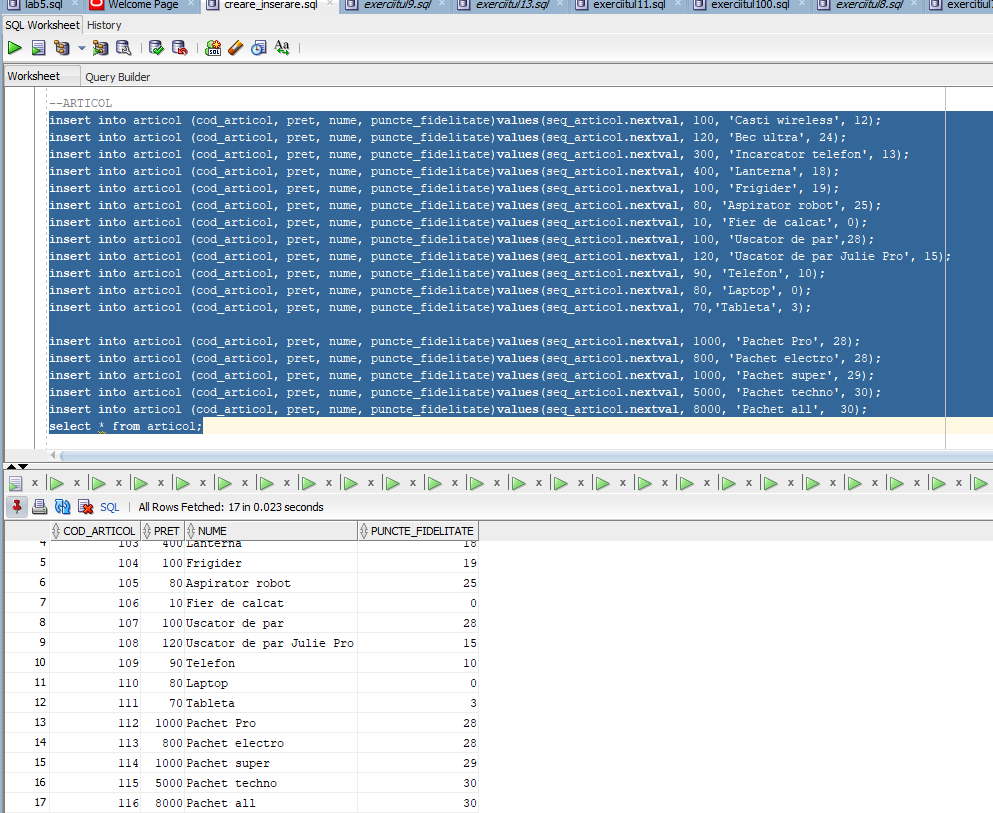 lab5.sql x Welcome Page x creare_inserare.sql x exerciitul9.sql x exerciitul13.sql x exerciitul11.sql x exerciitul100.sql x exerciitul8.sql x
SQL Worksheet History
Worksheet Query Builder
--ARTICOL
insert into articol (cod_articol, pret, nume, puncte_fidelitate)values(seq_articol.nextval, 100, 'Casti wireless', 12);
insert into articol (cod_articol, pret, nume, puncte_fidelitate)values(seq_articol.nextval, 120, 'Bec ultra', 24);
insert into articol (cod_articol, pret, nume, puncte_fidelitate)values(seq_articol.nextval, 300, 'Incarcator telefon', 13);
insert into articol (cod_articol, pret, nume, puncte_fidelitate)values(seq_articol.nextval, 400, 'Lanterna', 18);
insert into articol (cod_articol, pret, nume, puncte_fidelitate)values(seq_articol.nextval, 100, 'Frigider', 19);
insert into articol (cod_articol, pret, nume, puncte_fidelitate)values(seq_articol.nextval, 80, 'Aspirator robot', 25);
insert into articol (cod_articol, pret, nume, puncte_fidelitate)values(seq_articol.nextval, 10, 'Fier de calcat', 0);
insert into articol (cod_articol, pret, nume, puncte_fidelitate)values(seq_articol.nextval, 100, 'Uscator de par',28);
insert into articol (cod_articol, pret, nume, puncte_fidelitate)values(seq_articol.nextval, 120, 'Uscator de par Julie Pro', 15);
insert into articol (cod_articol, pret, nume, puncte_fidelitate)values(seq_articol.nextval, 90, 'Telefon', 10);
insert into articol (cod_articol, pret, nume, puncte_fidelitate)values(seq_articol.nextval, 80, 'Laptop', 0);
insert into articol (cod_articol, pret, nume, puncte_fidelitate)values(seq_articol.nextval, 70,'Tableta', 3);
insert into articol (cod_articol, pret, nume, puncte_fidelitate)values(seq_articol.nextval, 1000, 'Pachet Pro', 28);
insert into articol (cod_articol, pret, nume, puncte_fidelitate)values(seq_articol.nextval, 800, 'Pachet electro', 28);
insert into articol (cod_articol, pret, nume, puncte_fidelitate)values(seq_articol.nextval, 1000, 'Pachet super', 29);
insert into articol (cod_articol, pret, nume, puncte_fidelitate)values(seq_articol.nextval, 5000, 'Pachet techno', 30);
insert into articol (cod_articol, pret, nume, puncte_fidelitate)values(seq_articol.nextval, 8000, 'Pachet all', 30);
select * from articol;
SQL | All Rows Fetched: 17 in 0.023 seconds
COD_ARTICOL PRET NUME PUNCTE_FIDELITATE
4 103 400 Lanterna 18
5 104 100 Frigider 19
6 105 80 Aspirator robot 25
7 106 10 Fier de calcat 0
8 107 100 Uscator de par 28
9 108 120 Uscator de par Julie Pro 15
10 109 90 Telefon 10
11 110 80 Laptop 0
12 111 70 Tableta 3
13 112 1000 Pachet Pro 28
14 113 800 Pachet electro 28
15 114 1000 Pachet super 29
16 115 5000 Pachet techno 30
17 116 8000 Pachet all 30